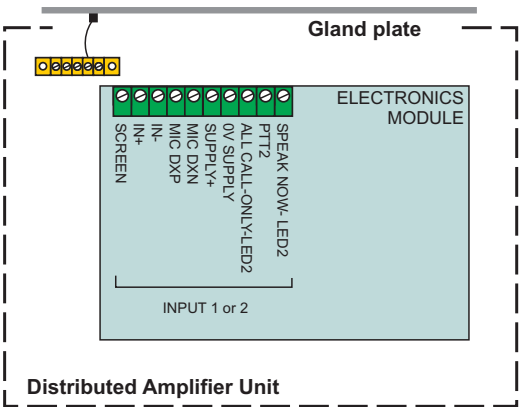 Gland plate
ELECTRONICS
MODULE
SCREEN
IN+
IN-
MIC DXP
MIC DXN
SUPPLY+
0V SUPPLY
ALL CALL-ONLY-LED2
PTT2
SPEAK NOW- LED2
INPUT 1 or 2
Distributed Amplifier Unit